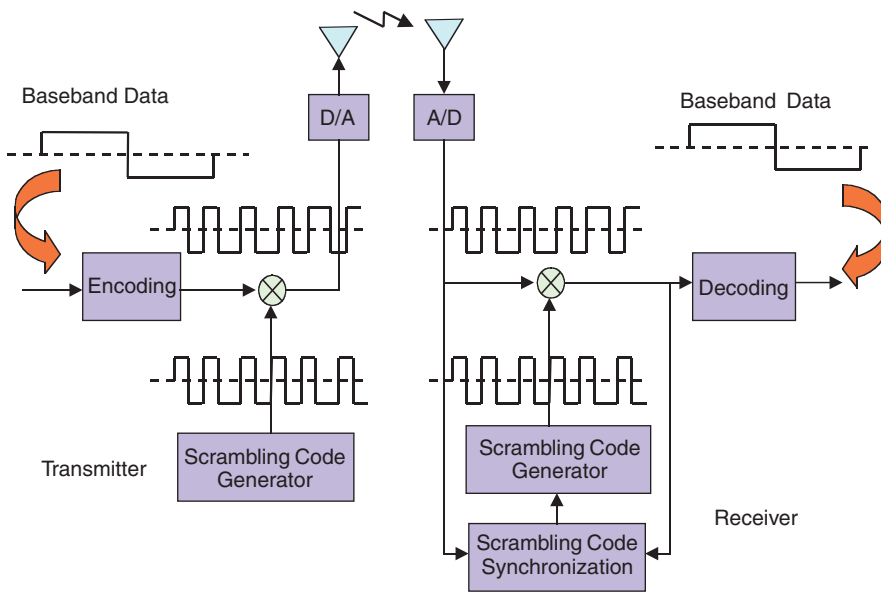 Baseband Data
D/A
A/D
Baseband Data
Encoding
Decoding
Scrambling Code
Generator
Scrambling Code
Generator
Transmitter
Receiver
Scrambling Code
Synchronization